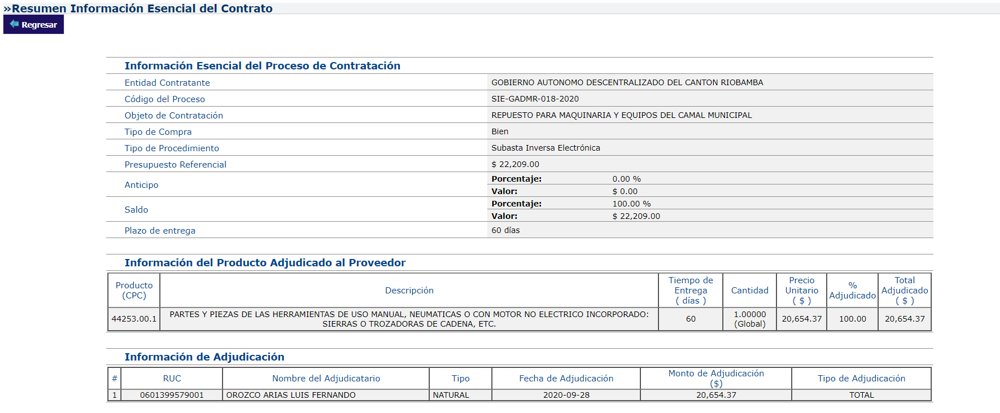 »Resumen Información Esencial del Contrato
Regresar
Información Esencial del Proceso de Contratación
Entidad Contratante GOBIERNO AUTONOMO DESCENTRALIZADO DEL CANTON RIOBAMBA
Código del Proceso SIE-GADMR-018-2020
Objeto de Contratación REPUESTO PARA MAQUINARIA Y EQUIPOS DEL CAMAL MUNICIPAL
Tipo de Compra Bien
Tipo de Procedimiento Subasta Inversa Electrónica
Presupuesto Referencial $ 22,209.00
Anticipo
Porcentaje: 0.00 %
Valor: $ 0.00
Saldo
Porcentaje: 100.00 %
Valor: $ 22,209.00
Plazo de entrega 60 días
Información del Producto Adjudicado al Proveedor
Producto
(CPC)
Descripción
Tiempo de
Entrega
( días )
Cantidad
Precio
Unitario
( $ )
%
Adjudicado
Total
Adjudicado
( $ )
44253.00.1
PARTES Y PIEZAS DE LAS HERRAMIENTAS DE USO MANUAL, NEUMATICAS O CON MOTOR NO ELECTRICO INCORPORADO:
SIERRAS O TROZADORAS DE CADENA, ETC.
60
1.00000
(Global)
20,654.37
100.00
20,654.37
Información de Adjudicación
# RUC Nombre del Adjudicatario Tipo Fecha de Adjudicación
Monto de Adjudicación
($)
Tipo de Adjudicación
1 0601399579001 OROZCO ARIAS LUIS FERNANDO NATURAL 2020-09-28 20,654.37 TOTAL